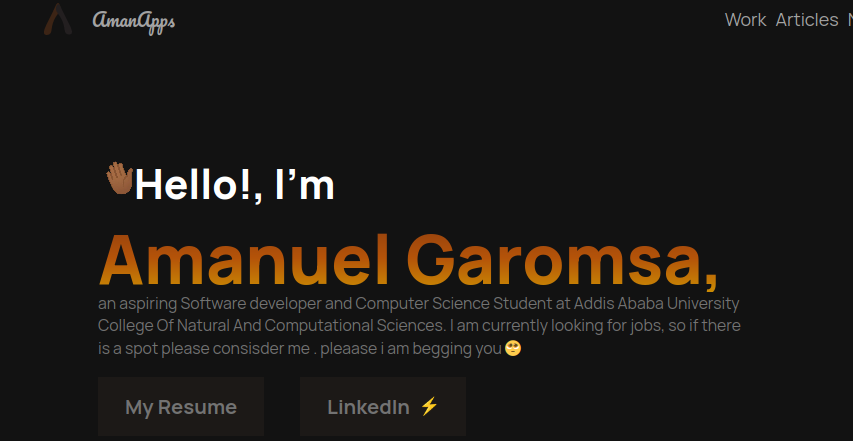 AmanApps
Work Articles
👋🏾Hello!, I’m
Amanuel Garomsa,
an aspiring Software developer and Computer Science Student at Addis Ababa University
College Of Natural And Computational Sciences. I am currently looking for jobs, so if there
is a spot please consisder me . pleaase i am begging you🥺
My Resume
LinkedIn ⚡